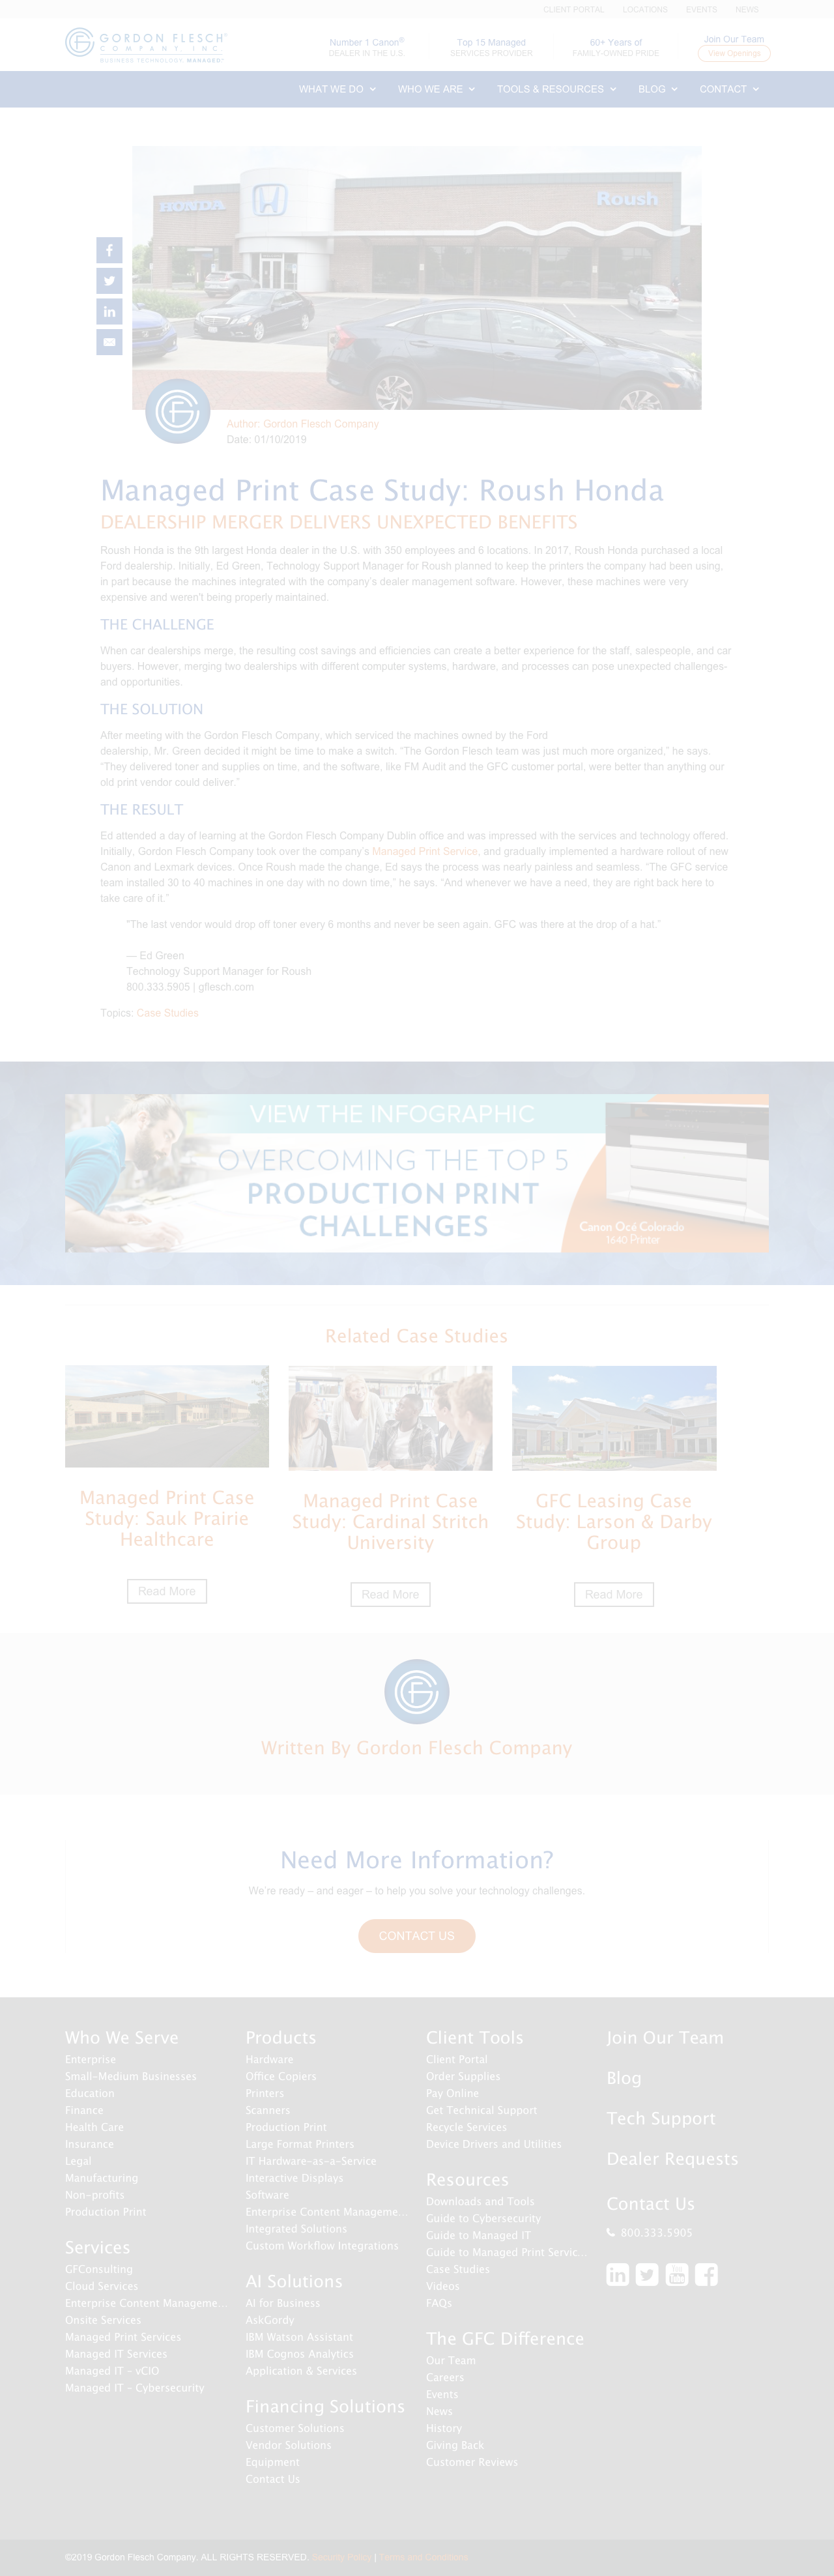 CLIENT PORTAL LOCATIONS EVENTS NEWS
GORDON FLESCH
COMPANY INC
BUSINESS TECHNOLOGY, MANAGED
Number 1 Canon®
DEALER IN THE U.S.
Top 15 Managed
SERVICES PROVIDER
60+ Years of
FAMILY-OWNED PRIDE
Join Our Team
View Openings
WHAT WE DO WHO WE ARE TOOLS & RESOURCES BLOG CONTACT
HONDA
Roush
Author: Gordon Flesch Company
Date: 01/10/2019
Managed Print Case Study: Roush Honda
DEALERSHIP MERGER DELIVERS UNEXPECTED BENEFITS
Roush Honda is the 9th largest Honda dealer in the U.S. with 350 employees and 6 locations. In 2017, Roush Honda purchased a local
Ford dealership. Initially, Ed Green, Technology Support Manager for Roush planned to keep the printers the company had been using,
in part because the machines integrated with the company's dealer management software. However, these machines were very
expensive and weren't being properly maintained.
THE CHALLENGE
When car dealerships merge, the resulting cost savings and efficiencies can create a better experience for the staff, salespeople, and car
buyers. However, merging two dealerships with different computer systems, hardware, and processes can pose unexpected challenges-
and opportunities.
THE SOLUTION
After meeting with the Gordon Flesch Company, which serviced the machines owned by the Ford
dealership, Mr. Green decided it might be time to make a switch. “The Gordon Flesch team was just much more organized,” he says.
“They delivered toner and supplies on time, and the software, like FM Audit and the GFC customer portal, were better than anything our
old print vendor could deliver.”
THE RESULT
Ed attended a day of learning at the Gordon Flesch Company Dublin office and was impressed with the services and technology offered.
Initially, Gordon Flesch Company took over the company's Managed Print Service, and gradually implemented a hardware rollout of new
Canon and Lexmark devices. Once Roush made the change, Ed says the process was nearly painless and seamless. “The GFC service
team installed 30 to 40 machines in one day with no down time,” he says. “And whenever we have a need, they are right back here to
take care of it.”
"The last vendor would drop off toner every 6 months and never be seen again. GFC was there at the drop of a hat.”
— Ed Green
Technology Support Manager for Roush
800.333.5905 | gflesch.com
Topics: Case Studies
VIEW THE INFOGRAPHIC
OVERCOMING THE TOP 5
PRODUCTION PRINT
CHALLENGES
Canon Océ Colorado
1640 Printer
Related Case Studies
Managed Print Case
Study: Sauk Prairie
Healthcare
Read More
Managed Print Case
Study: Cardinal Stritch
University
Read More
GFC Leasing Case
Study: Larson & Darby
Group
Read More
Written By Gordon Flesch Company
Need More Information?
We're ready – and eager – to help you solve your technology challenges.
CONTACT US
Who We Serve
Enterprise
Small-Medium Businesses
Education
Finance
Health Care
Insurance
Legal
Manufacturing
Non-profits
Production Print
Services
GFConsulting
Cloud Services
Enterprise Content Manageme...
Onsite Services
Managed Print Services
Managed IT Services
Managed IT - vCIO
Managed IT - Cybersecurity
Products
Hardware
Office Copiers
Printers
Scanners
Production Print
Large Format Printers
IT Hardware-as-a-Service
Interactive Displays
Software
Enterprise Content Manageme...
Integrated Solutions
Custom Workflow Integrations
AI Solutions
AI for Business
AskGordy
IBM Watson Assistant
IBM Cognos Analytics
Application & Services
Financing Solutions
Customer Solutions
Vendor Solutions
Equipment
Contact Us
Client Tools
Client Portal
Order Supplies
Pay Online
Get Technical Support
Recycle Services
Device Drivers and Utilities
Resources
Downloads and Tools
Guide to Cybersecurity
Guide to Managed IT
Guide to Managed Print Servic...
Case Studies
Videos
FAQs
The GFC Difference
Our Team
Careers
Events
News
History
Giving Back
Customer Reviews
Join Our Team
Blog
Tech Support
Dealer Requests
Contact Us
800.333.5905
You Tube
©2019 Gordon Flesch Company. ALL RIGHTS RESERVED. | Terms and Conditions